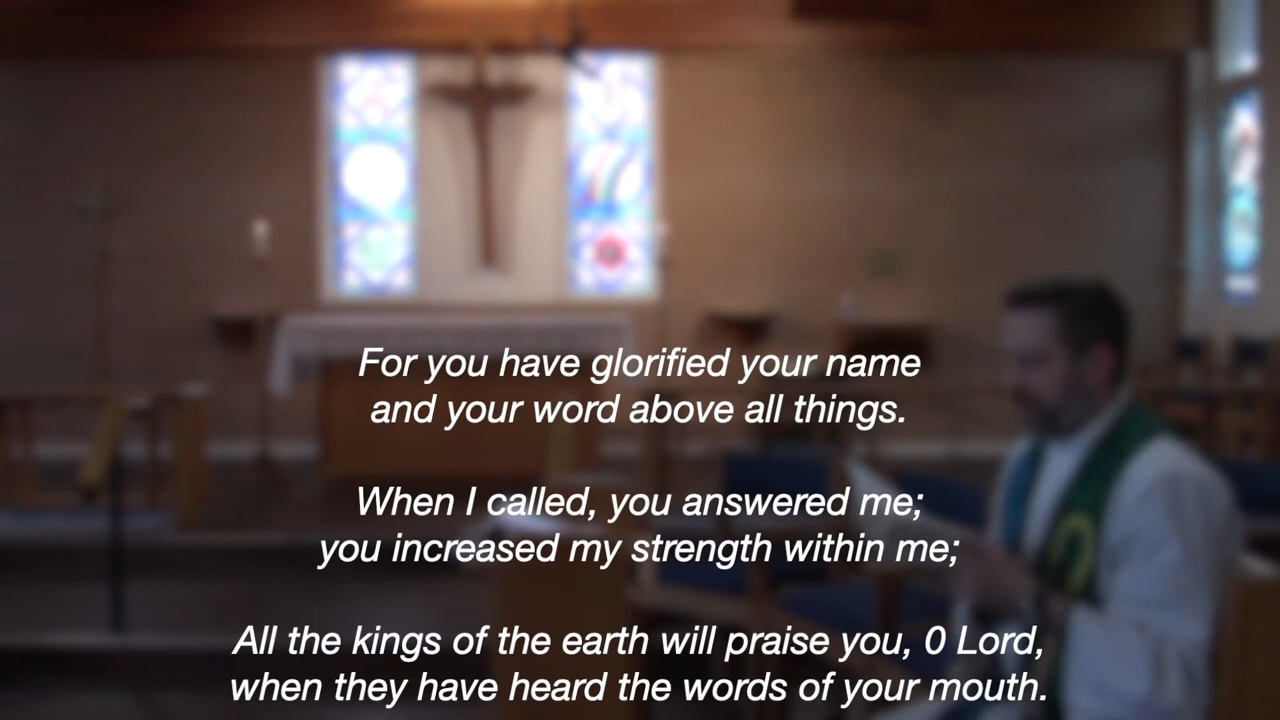 For you have glorified your name
and your word above all things.
When I called, you answered me;
you increased my strength within me;
All the kings of the earth will praise you, 0 Lord,
when they have heard the words of your mouth.